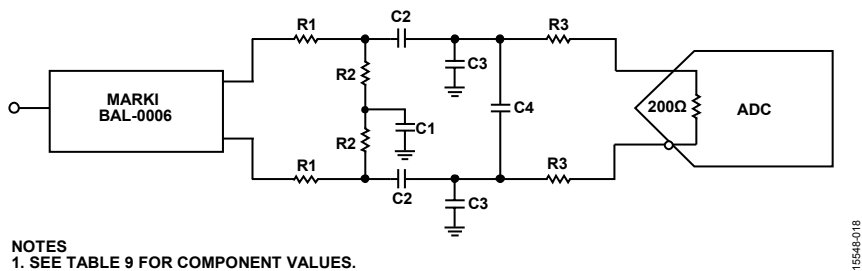 C2
R1
R3
C3
R2
MARKI
BAL-0006
C4
200Ω
ADC
C1
R2
R1
R3
C2
C3
NOTES
1. SEE TABLE 9 FOR COMPONENT VALUES.
15548-018